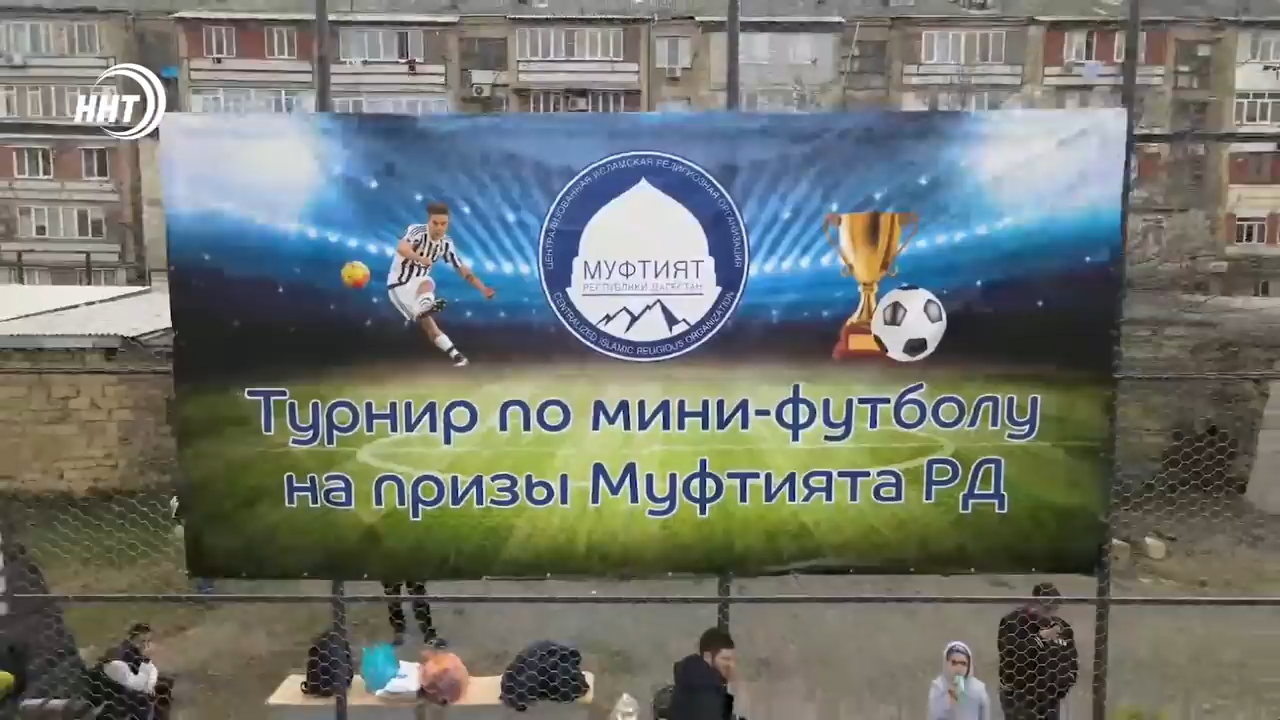 ННТ
ЦЕНТРАЛИЗОВАННАЯ ИСЛАМСКАЯ РЕЛИГИОЗНАЯ ОРГАНИЗАЦИЯ
МУФТИЯТ
РЕСПУБЛИКИ ДАГЕСТАН
CENTRALIZED ISLAMIC RELIGIOUS ORGANIZATION
Турнир по мини-футболу
на призы Муфтията РД